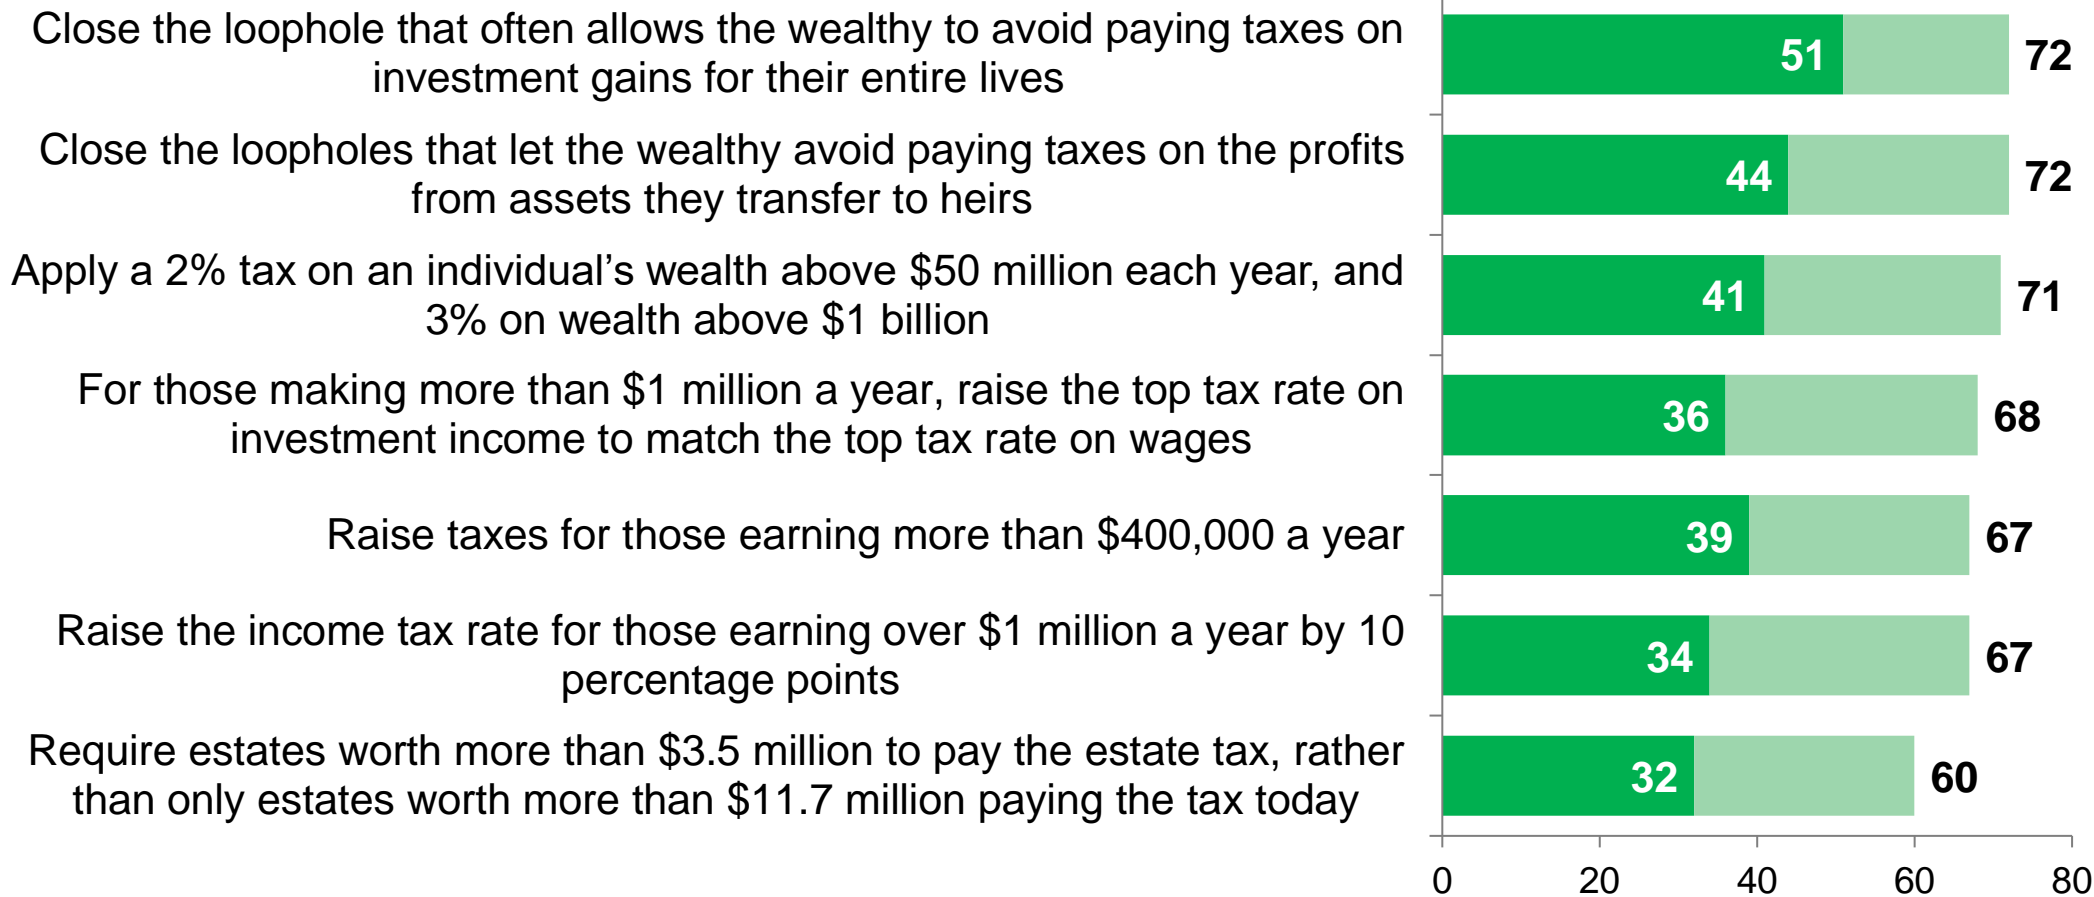 Close the loophole that often allows the wealthy to avoid paying taxes on
investment gains for their entire lives
51 72
Close the loopholes that let the wealthy avoid paying taxes on the profits
from assets they transfer to heirs
44 72
Apply a 2% tax on an individual’s wealth above $50 million each year, and
3% on wealth above $1 billion
41 71
For those making more than $1 million a year, raise the top tax rate on
investment income to match the top tax rate on wages
36 68
Raise taxes for those earning more than $400,000 a year
39 67
Raise the income tax rate for those earning over $1 million a year by 10
percentage points
34 67
Require estates worth more than $3.5 million to pay the estate tax, rather
than only estates worth more than $11.7 million paying the tax today
32 60
0 20 40 60 80